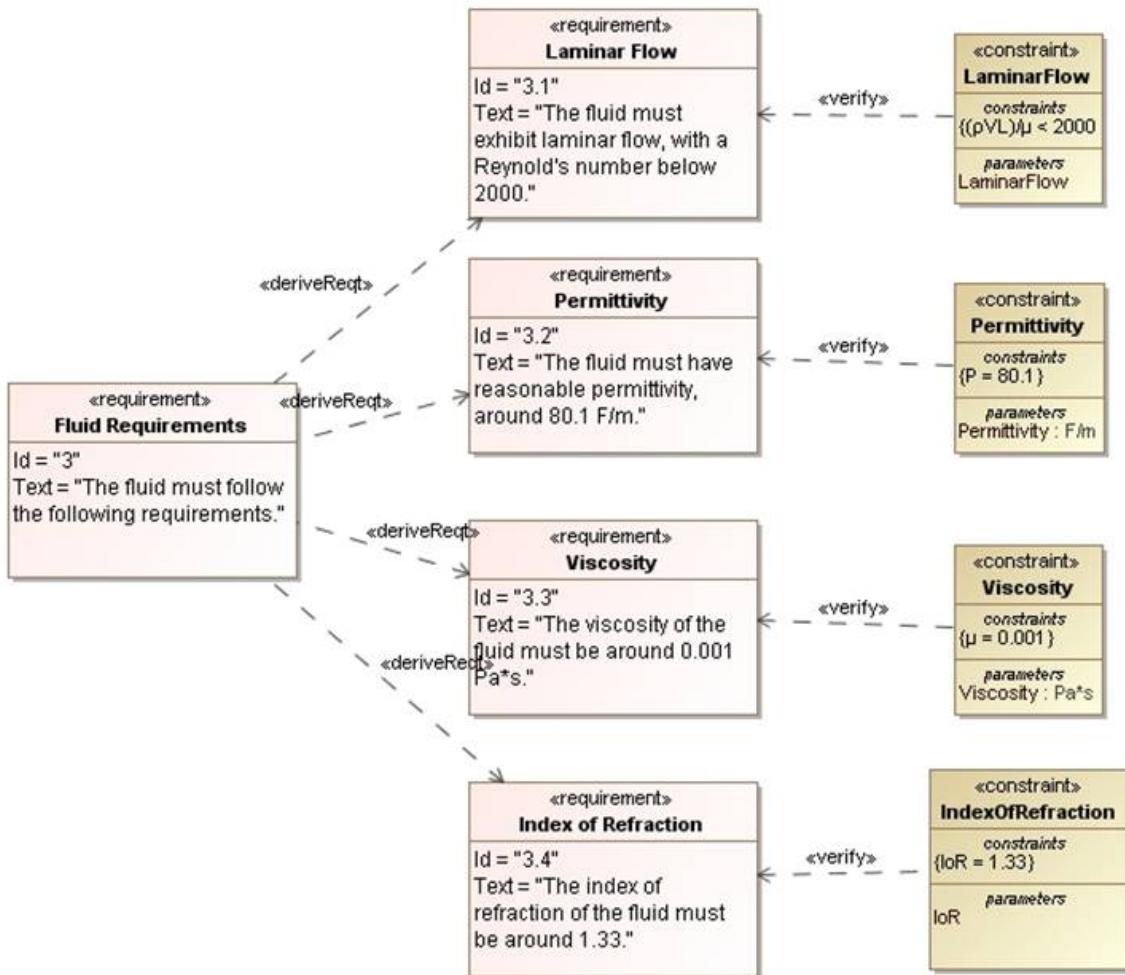 «requirement»
Laminar Flow
Id = "3.1"
Text = "The fluid must
exhibit laminar flow, with a
Reynold's number below
2000."
«verify»
«constraint»
LaminarFlow
constraints
{(ρVL)/μ < 2000
parameters
LaminarFlow
«deriveReqt»
«requirement»
Permittivity
Id = "3.2"
Text = "The fluid must have
reasonable permittivity,
around 80.1 F/m."
«verify»
«constraint»
Permittivity
constraints
{P = 80.1}
parameters
Permittivity : F/m
«deriveReqt»
«requirement»
Fluid Requirements
Id = "3"
Text = "The fluid must follow
the following requirements."
«deriveReqt»
«requirement»
Viscosity
Id = "3.3"
Text = "The viscosity of the
fluid must be around 0.001
Pa*s."
«verify»
«constraint»
Viscosity
constraints
{μ = 0.001}
parameters
Viscosity : Pa*s
«deriveReqt»
«requirement»
Index of Refraction
Id = "3.4"
Text = "The index of
refraction of the fluid must
be around 1.33."
«verify»
«constraint»
IndexOfRefraction
constraints
{IoR = 1.33}
parameters
IoR